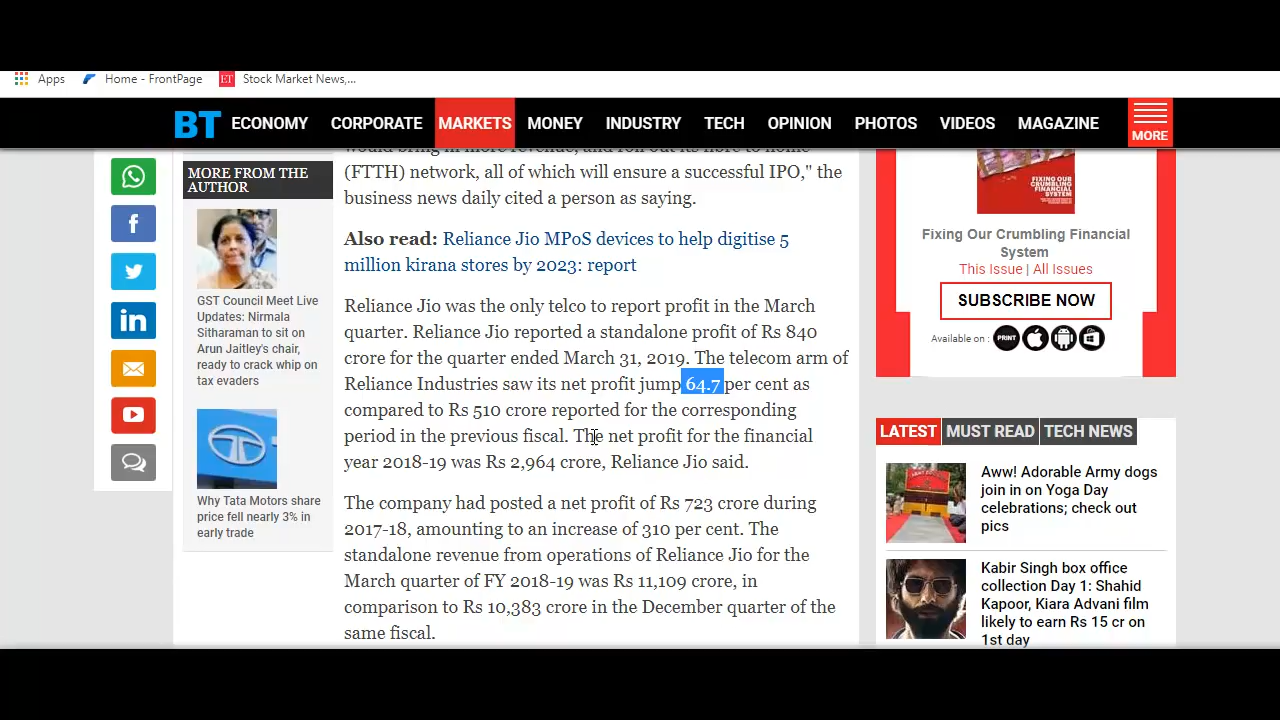 Apps
Home - FrontPage
ET
Stock Market News,...
BT
ECONOMY
CORPORATE
MARKETS
MONEY
INDUSTRY
TECH
OPINION
PHOTOS
VIDEOS
MAGAZINE
MORE
MORE FROM THE
AUTHOR
GST Council Meet Live
Updates: Nirmala
Sitharaman to sit on
Arun Jaitley's chair,
ready to crack whip on
tax evaders
Why Tata Motors share
price fell nearly 3% in
early trade
would bring in more revenue, and roll out its fibre to home
(FTTH) network, all of which will ensure a successful IPO," the
business news daily cited a person as saying.
Also read: Reliance Jio MPoS devices to help digitise 5
million kirana stores by 2023: report
Reliance Jio was the only telco to report profit in the March
quarter. Reliance Jio reported a standalone profit of Rs 840
crore for the quarter ended March 31, 2019. The telecom arm of
Reliance Industries saw its net profit jump 64.7 per cent as
compared to Rs 510 crore reported for the corresponding
period in the previous fiscal. The net profit for the financial
year 2018-19 was Rs 2,964 crore, Reliance Jio said.
The company had posted a net profit of Rs 723 crore during
2017-18, amounting to an increase of 310 per cent. The
standalone revenue from operations of Reliance Jio for the
March quarter of FY 2018-19 was Rs 11,109 crore, in
comparison to Rs 10,383 crore in the December quarter of the
same fiscal.
FIXING OUR
CRUMBLING
FINANCIAL
SYSTEM
Fixing Our Crumbling Financial
System
This Issue | All Issues
SUBSCRIBE NOW
Available on :
PRINT
LATEST
MUST READ
TECH NEWS
Aww! Adorable Army dogs
join in on Yoga Day
celebrations; check out
pics
Kabir Singh box office
collection Day 1: Shahid
Kapoor, Kiara Advani film
likely to earn Rs 15 cr on
1st day